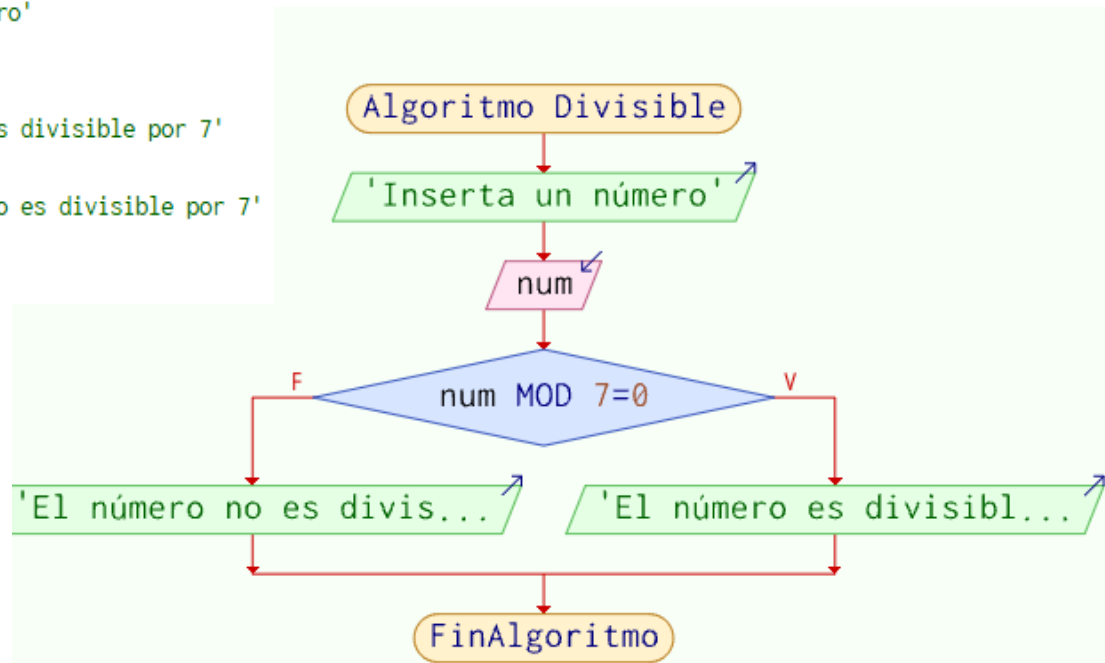 ro'
s divisible por 7'
o es divisible por 7'
Algoritmo Divisible
'Inserta un número'
num
num MOD 7=0
F
V
'El número no es divis...
'El número es divisibl...
FinAlgoritmo